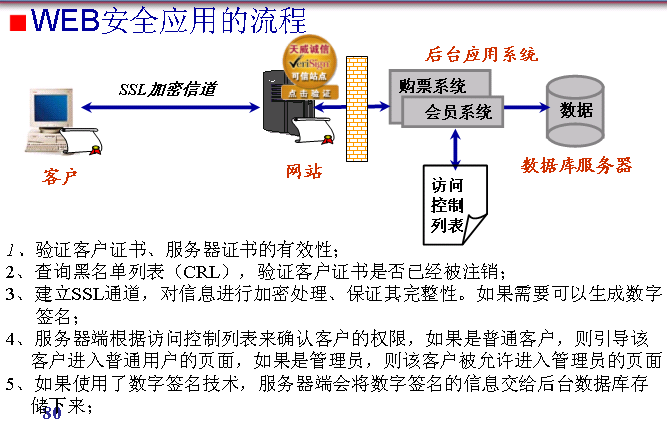 WEB安全应用的流程
天威诚信
VeriSign
可信站点
点击验证
后台应用系统
SSL加密信道
购票系统
会员系统
数据
客户
网站
数据库服务器
访问
控制
列表
1、验证客户证书、服务器证书的有效性；
2、查询黑名单列表（CRL），验证客户证书是否已经被注销；
3、建立SSL通道，对信息进行加密处理、保证其完整性。如果需要可以生成数字
签名；
4、服务器端根据访问控制列表来确认客户的权限，如果是普通客户，则引导该
客户进入普通用户的页面，如果是管理员，则该客户被允许进入管理员的页面
5、如果使用了数字签名技术，服务器端会将数字签名的信息交给后台数据库存
储下来；
80